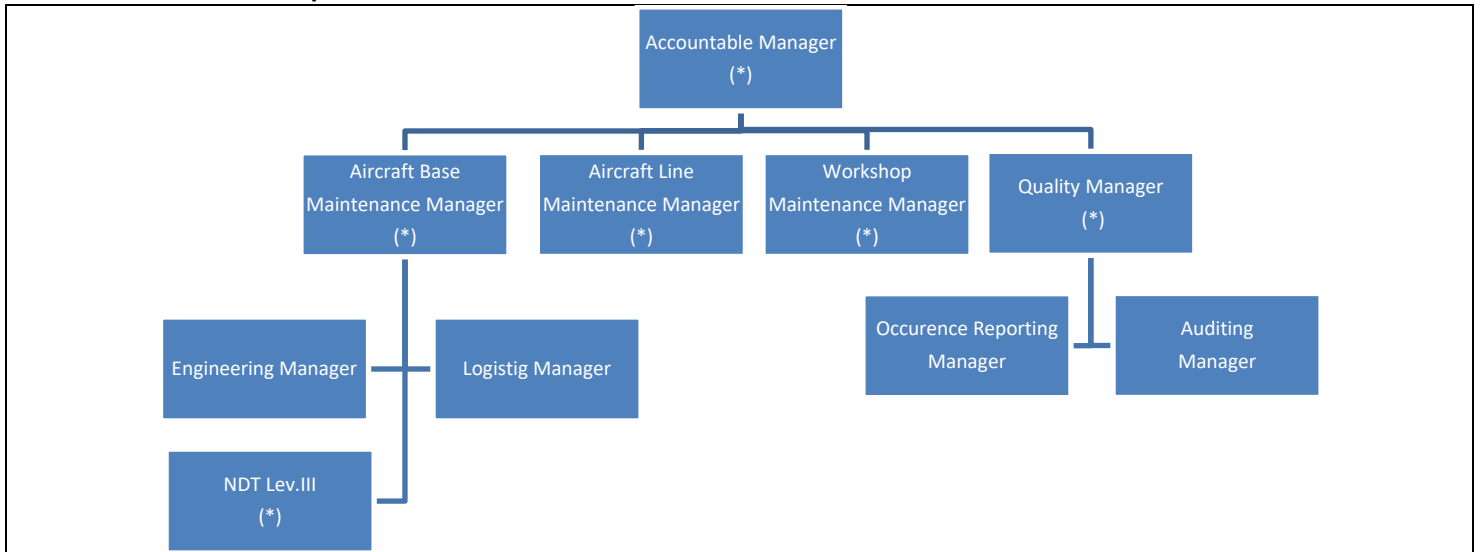 Accountable Manager
(*)
Aircraft Base
Maintenance Manager
(*)
Aircraft Line
Maintenance Manager
(*)
Workshop
Maintenance Manager
(*)
Quality Manager
(*)
Engineering Manager
Logistig Manager
Occurence Reporting
Manager
Auditing
Manager
NDT Lev.III
(*)